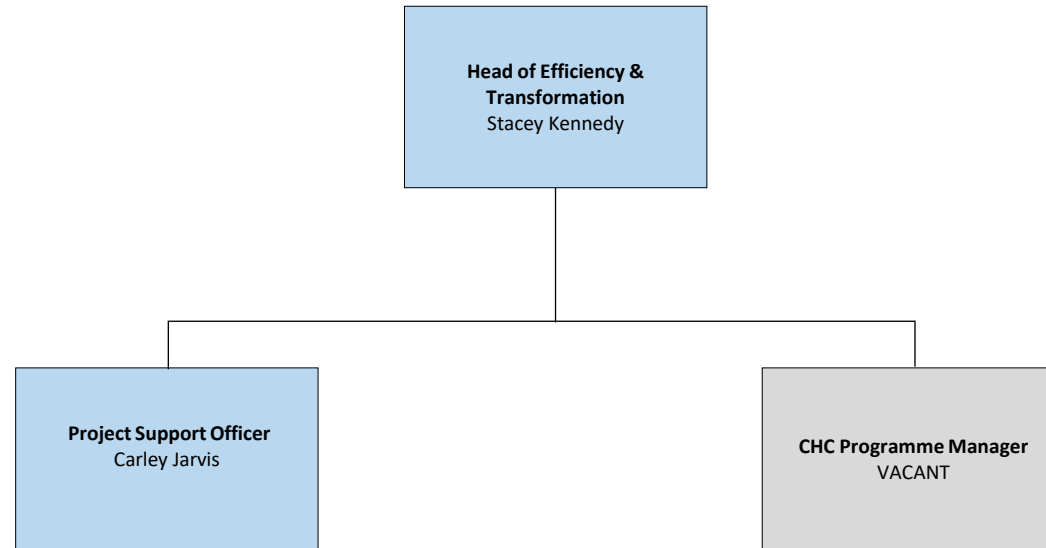 Head of Efficiency &
Transformation
Stacey Kennedy
Project Support Officer
Carley Jarvis
CHC Programme Manager
VACANT